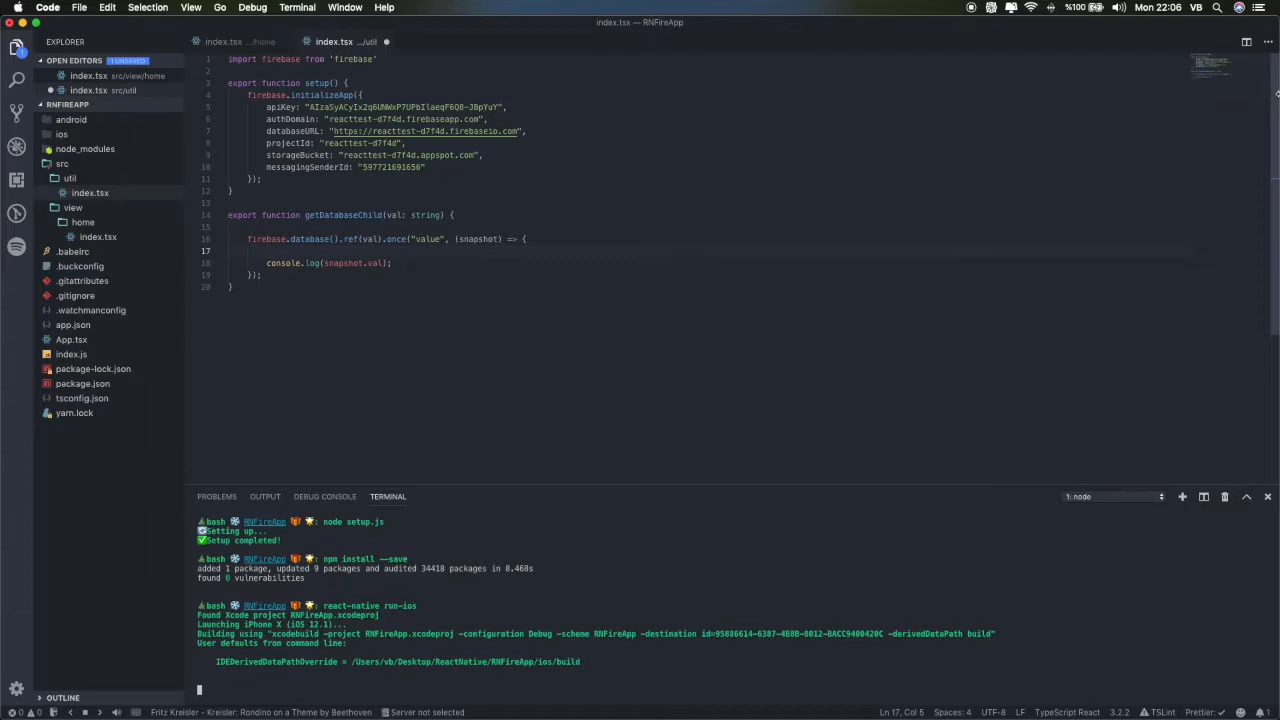 Code File Edit Selection View Go Debug Terminal Window Help %100 Mon 22:06 VB
index.tsx — RNFireApp
EXPLORER
index.tsx .../home
index.tsx .../util
OPEN EDITORS 1 UNSAVED
index.tsx src/view/home
index.tsx src/util
RNFIREAPP
android
ios
node_modules
src
util
index.tsx
view
home
index.tsx
.babelrc
.buckconfig
.gitattributes
.gitignore
.watchmanconfig
app.json
App.tsx
index.js
package-lock.json
package.json
tsconfig.json
yarn.lock
OUTLINE
1 import firebase from 'firebase'
2
3 export function setup() {
4 firebase.initializeApp({
5 apiKey: "AIzaSyACyIx2q6UNWxP7UPbIlaeqF6Q8-JBpYuY",
6 authDomain: "reacttest-d7f4d.firebaseapp.com",
7 databaseURL: "https://reacttest-d7f4d.firebaseio.com",
8 projectId: "reacttest-d7f4d",
9 storageBucket: "reacttest-d7f4d.appspot.com",
10 messagingSenderId: "597721691656"
11 });
12 }
13
14 export function getDatabaseChild(val: string) {
15
16 firebase.database().ref(val).once("value", (snapshot) => {
17
18 console.log(snapshot.val);
19 });
20 }
PROBLEMS OUTPUT DEBUG CONSOLE TERMINAL 1: node
bash RNFireApp : node setup.js
Setting up...
Setup completed!
bash RNFireApp : npm install --save
added 1 package, updated 9 packages and audited 34418 packages in 8.468s
found 0 vulnerabilities
bash RNFireApp : react-native run-ios
Found Xcode project RNFireApp.xcodeproj
Launching iPhone X (iOS 12.1)...
Building using "xcodebuild -project RNFireApp.xcodeproj -configuration Debug -scheme RNFireApp -destination id=95886614-6387-4B8B-8012-BACC9400420C -derivedDataPath build"
User defaults from command line:
IDEDerivedDataPathOverride = /Users/vb/Desktop/ReactNative/RNFireApp/ios/build
0 0 Fritz Kreisler - Kreisler: Rondino on a Theme by Beethoven Server not selected Ln 17, Col 5 Spaces: 4 UTF-8 LF TypeScript React 3.2.2 TSLint Prettier: ✓ 1